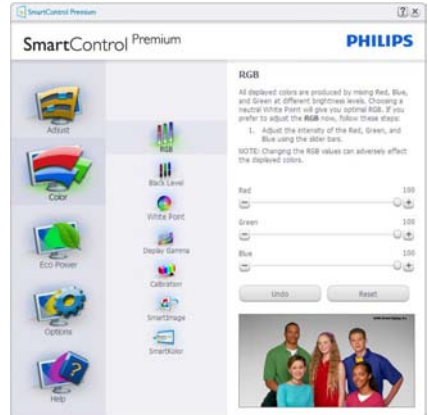 SmartControl Premium
SmartControl Premium
PHILIPS
Adjust
Color
Eco Power
Options
Help
RGB
Black Level
White Point
Display Gamma
Calibration
SmartImage
SmartKolor
RGB
All displayed colors are produced by mixing Red, Blue,
and Green at different brightness levels. Choosing a
neutral White Point will give you optimal RGB. If you
prefer to adjust the RGB now, follow these steps:
1. Adjust the intensity of the Red, Green, and
Blue using the slider bars.
NOTE: Changing the RGB values can adversely affect
the displayed colors.
Red 100
Green 100
Blue 100
Undo Reset